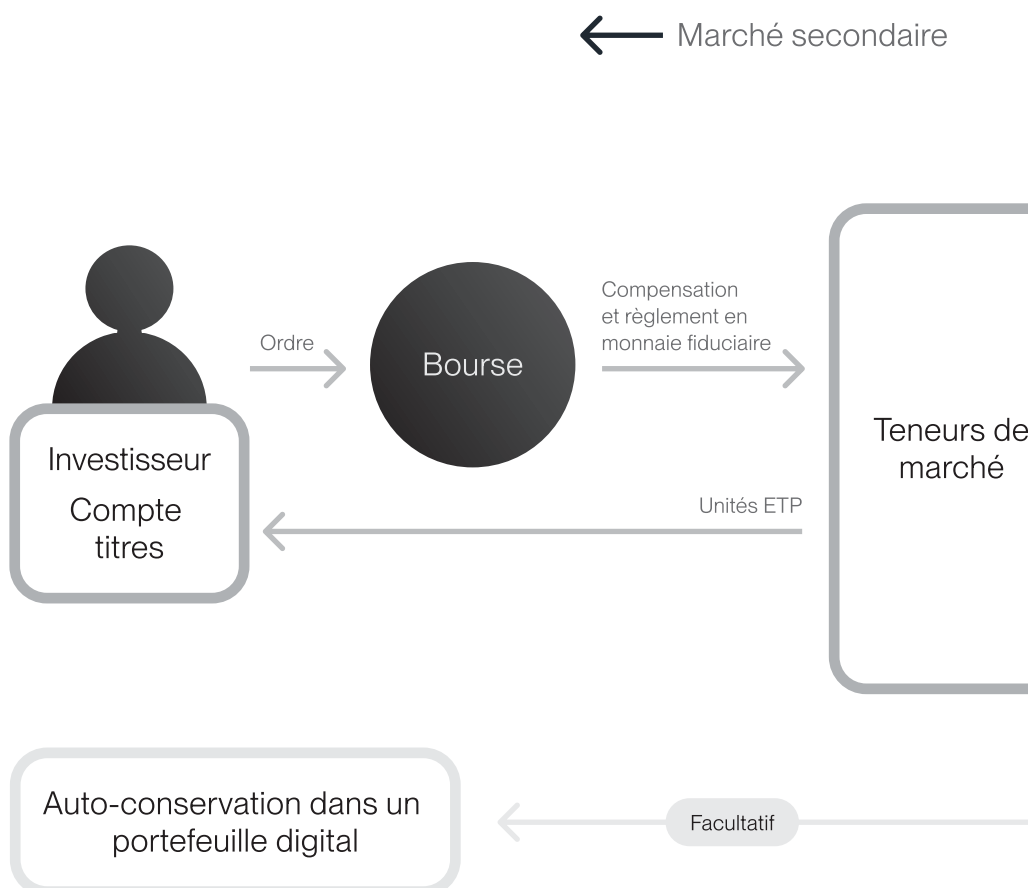 Marché secondaire
Ordre
Bourse
Compensation
et règlement en
monnaie fiduciaire
Investisseur
Compte
titres
Unités ETP
Teneurs de
marché
Auto-conservation dans un
portefeuille digital
Facultatif